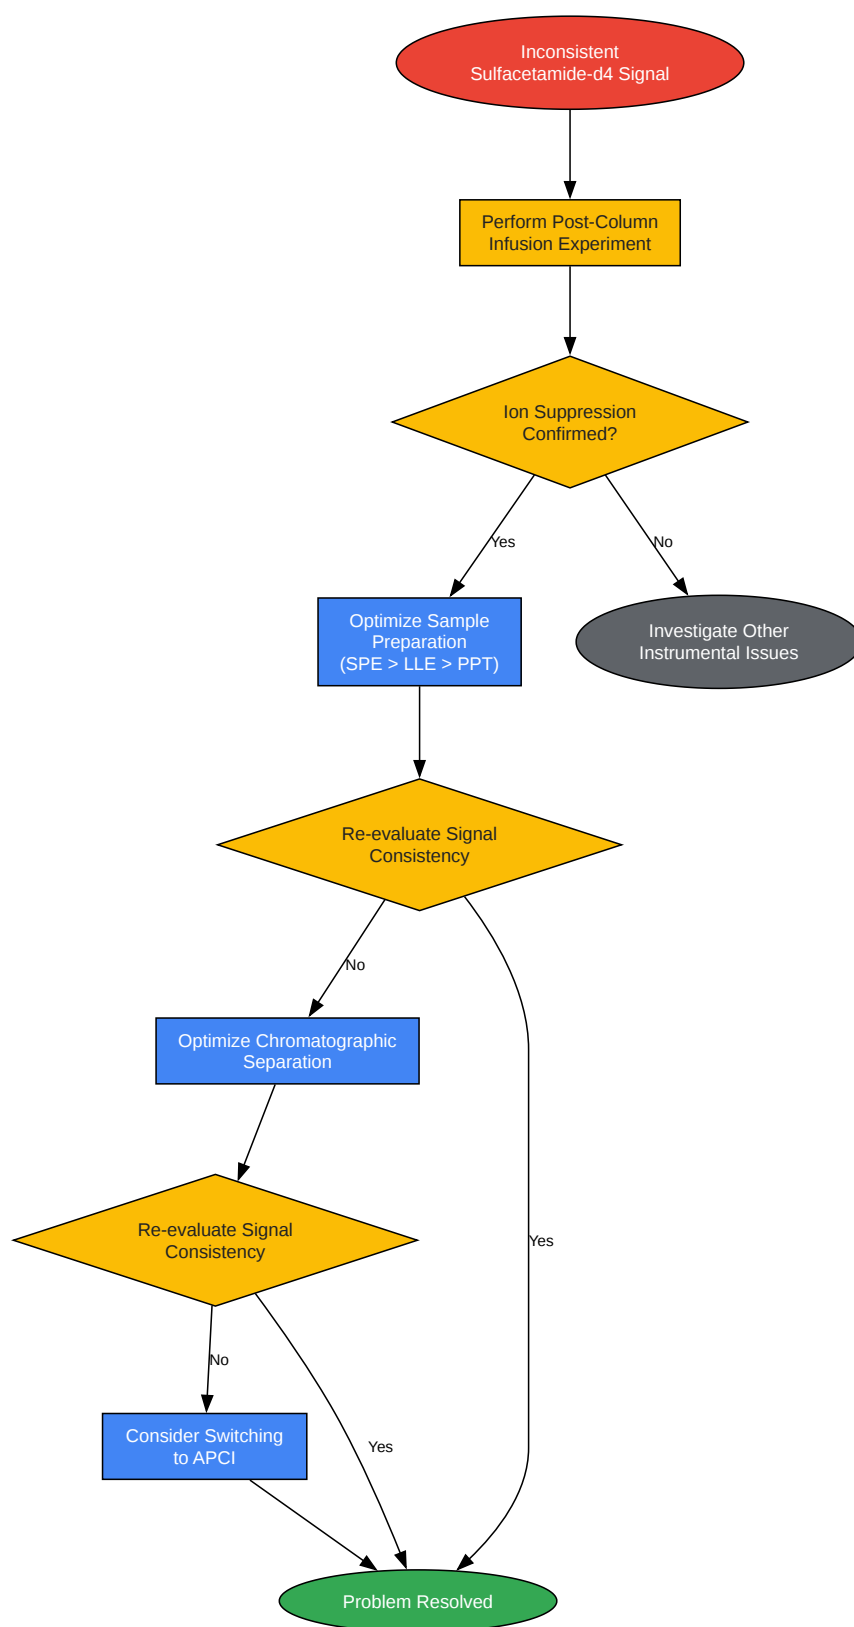 Inconsistent
Sulfacetamide-d4 Signal
Perform Post-Column
Infusion Experiment
Ion Suppression
Confirmed?
Yes
No
Optimize Sample
Preparation
(SPE > LLE > PPT)
Investigate Other
Instrumental Issues
Re-evaluate Signal
Consistency
No
Optimize Chromatographic
Separation
Re-evaluate Signal
Consistency
Yes
No
Consider Switching
to APCI
Yes
Problem Resolved